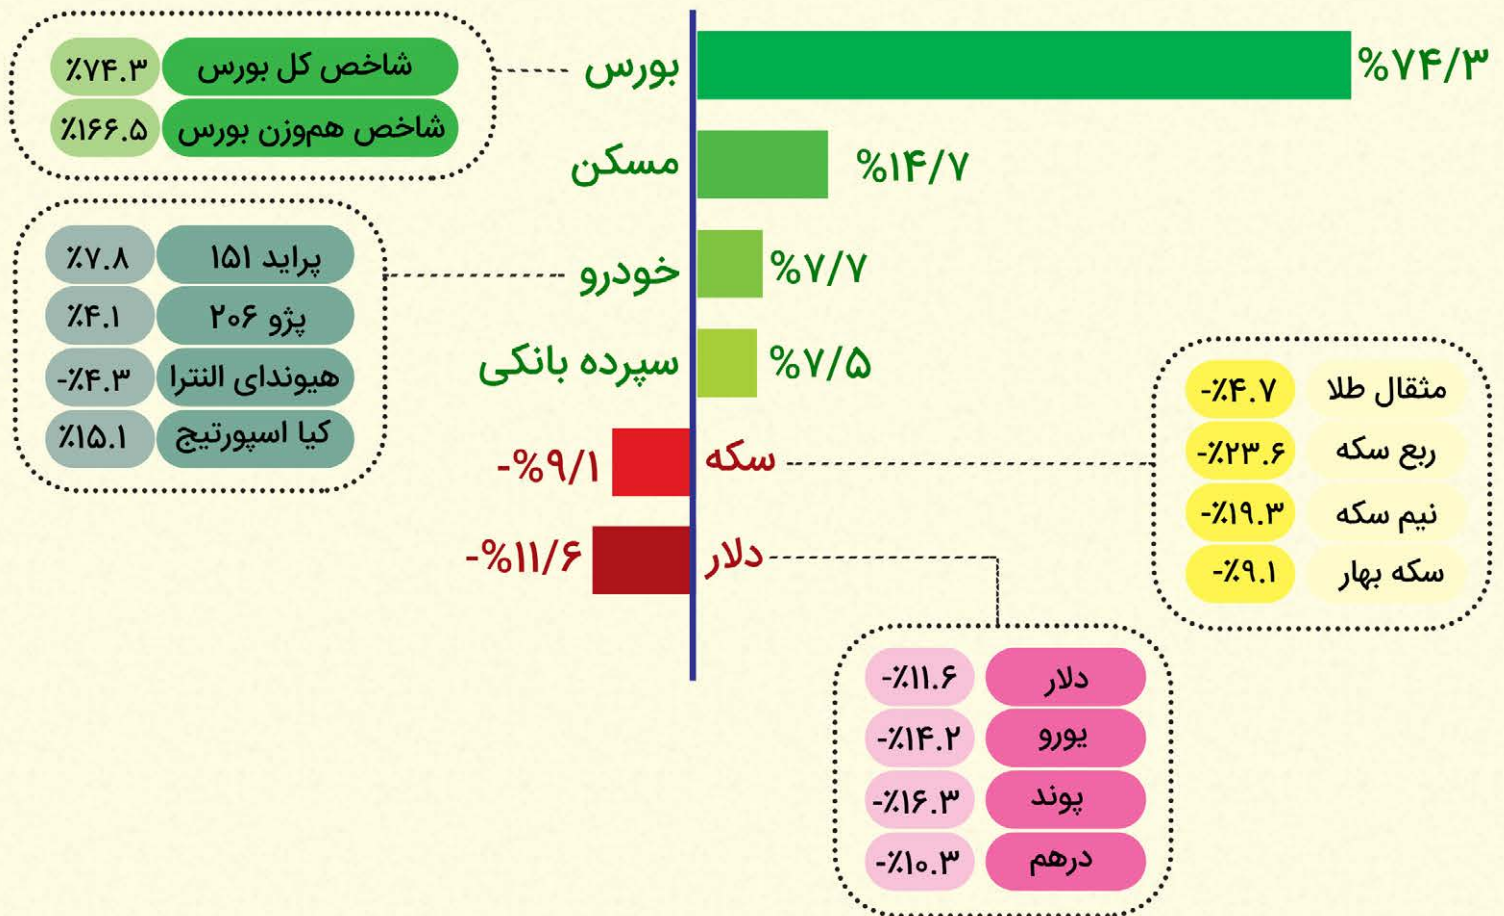 بورس
%۷۴/۳
شاخص کل بورس
٪۷۴.۳
شاخص هم‌وزن بورس
٪۱۶۶.۵
مسکن
%۱۴/۷
خودرو
%۷/۷
پراید ۱۵۱
٪۷.۸
پژو ۲۰۶
٪۴.۱
هیوندای النترا
-٪۴.۳
کیا اسپورتیج
٪۱۵.۱
سپرده بانکی
%۷/۵
سکه
-%۹/۱
مثقال طلا
-٪۴.۷
ربع سکه
-٪۲۳.۶
نیم سکه
-٪۱۹.۳
سکه بهار
-٪۹.۱
دلار
-%۱۱/۶
دلار
-٪۱۱.۶
یورو
-٪۱۴.۲
پوند
-٪۱۶.۳
درهم
-٪۱۰.۳